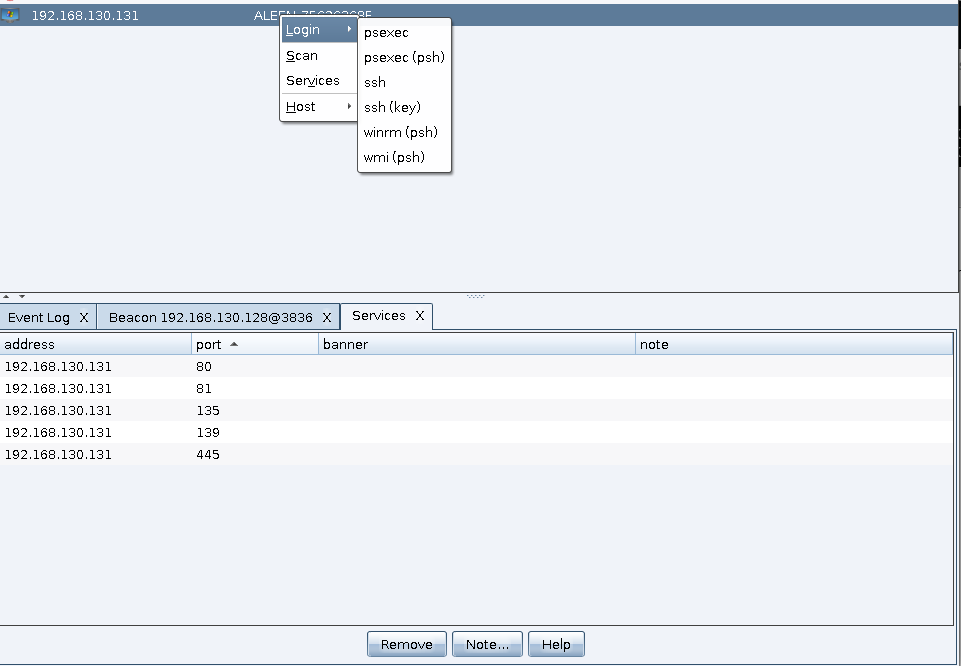 192.168.130.131
Login
Scan
Services
Host
psexec
psexec (psh)
ssh
ssh (key)
winrm (psh)
wmi (psh)
Event Log X Beacon 192.168.130.128@3836 X Services X
address port banner note
192.168.130.131 80
192.168.130.131 81
192.168.130.131 135
192.168.130.131 139
192.168.130.131 445
Remove Note... Help